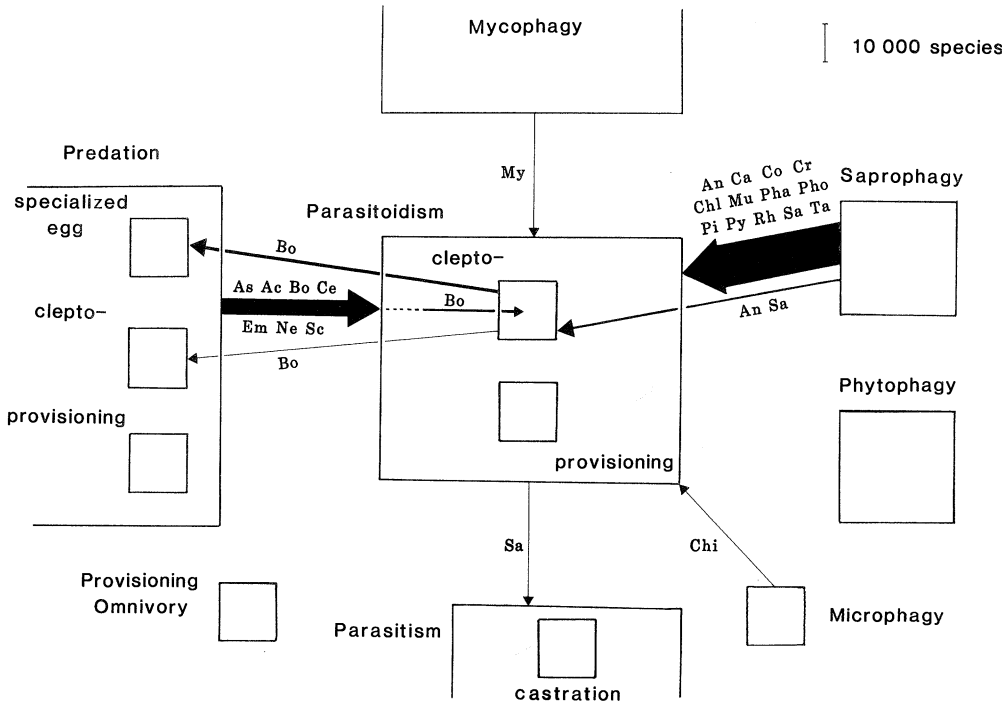 Mycophagy
10 000 species
Predation
My
An Ca Co Cr
Chl Mu Pha Pho
Pi Py Rh Sa Ta
Saprophagy
specialized
egg
Parasitoidism
Bo
clepto-
As Ac Bo Ce
Bo
An Sa
clepto-
Em Ne Sc
Bo
Phytophagy
provisioning
provisioning
Sa
Chi
Provisioning
Omnivory
Parasitism
Microphagy
castration